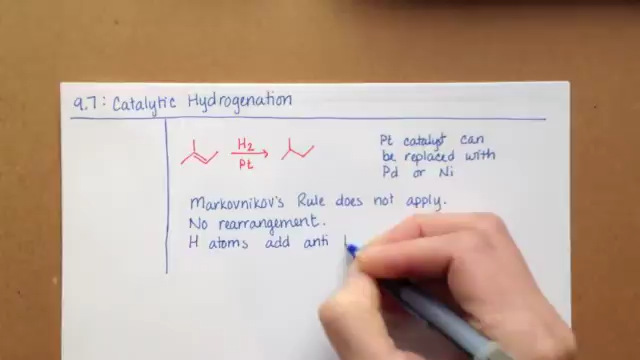 9.7: Catalytic Hydrogenation
H2
Pt
Pt catalyst can
be replaced with
Pd or Ni
Markovnikov's Rule does not apply.
No rearrangement.
H atoms add anti